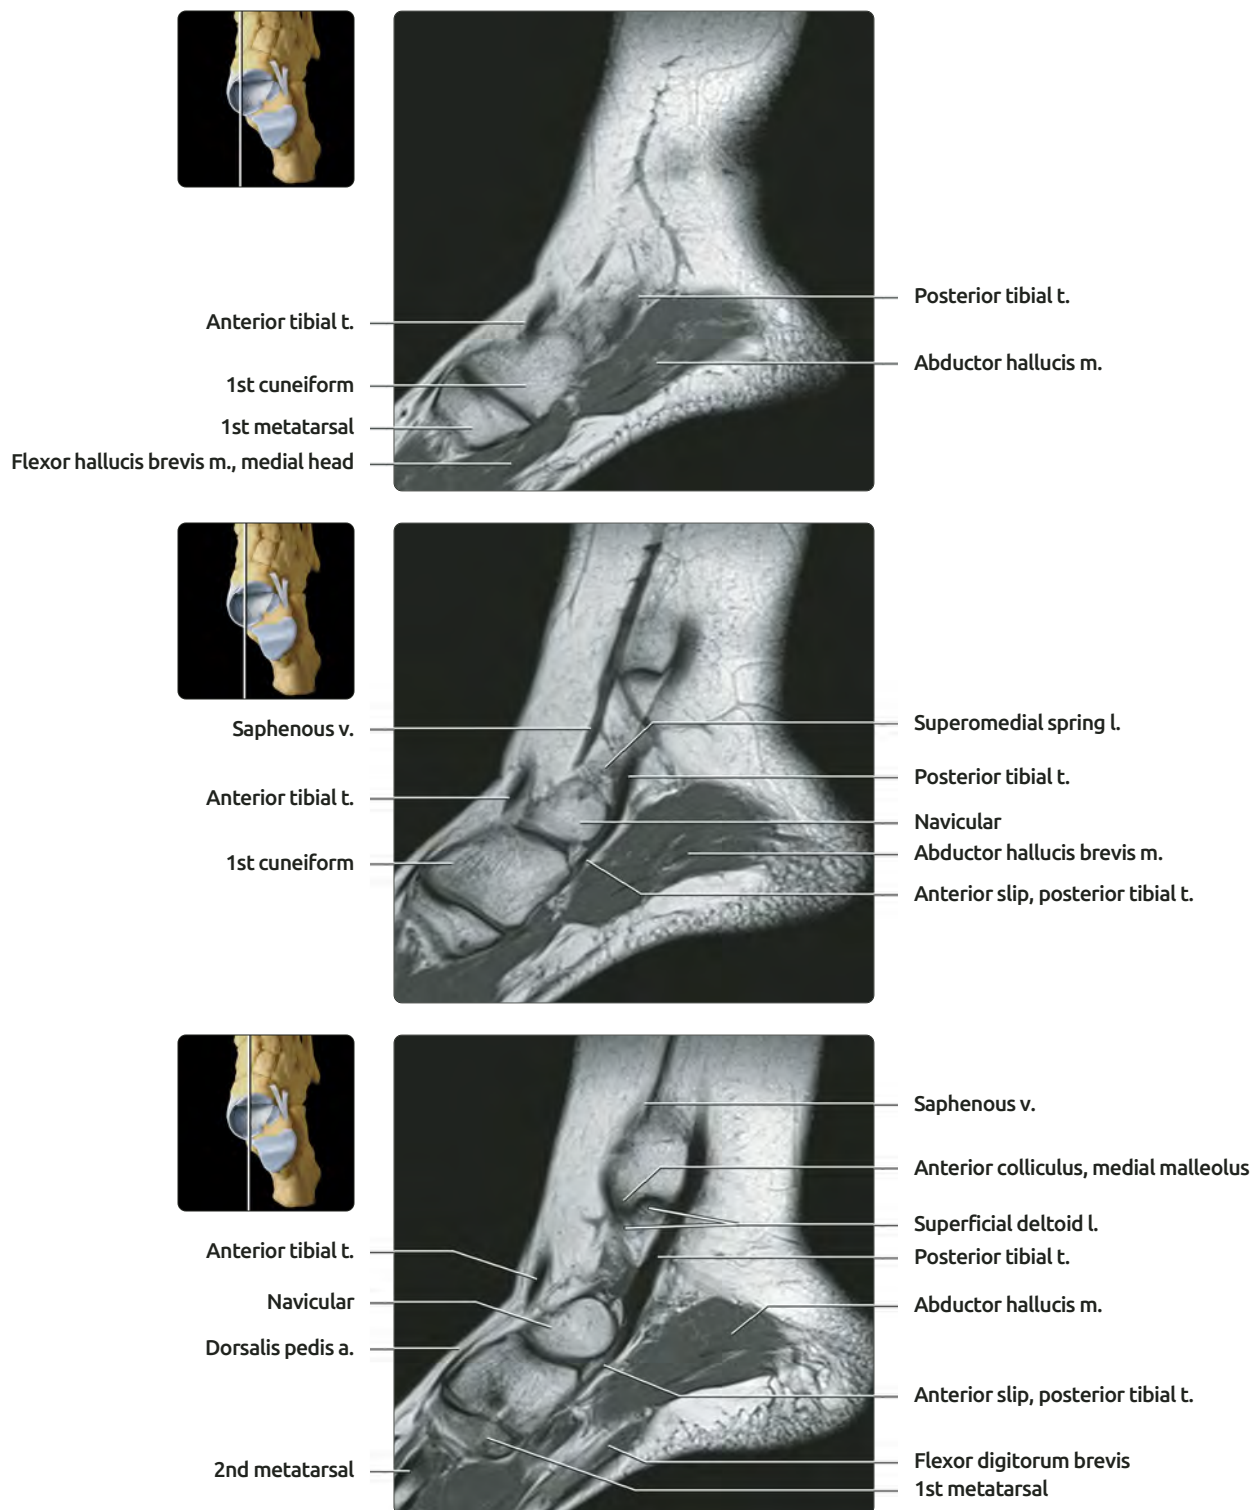 Anterior tibial t.
1st cuneiform
1st metatarsal
Flexor hallucis brevis m., medial head
Posterior tibial t.
Abductor hallucis m.
Saphenous v.
Anterior tibial t.
1st cuneiform
Superomedial spring l.
Posterior tibial t.
Navicular
Abductor hallucis brevis m.
Anterior slip, posterior tibial t.
Anterior tibial t.
Navicular
Dorsalis pedis a.
2nd metatarsal
Saphenous v.
Anterior colliculus, medial malleolus
Superficial deltoid l.
Posterior tibial t.
Abductor hallucis m.
Anterior slip, posterior tibial t.
Flexor digitorum brevis
1st metatarsal